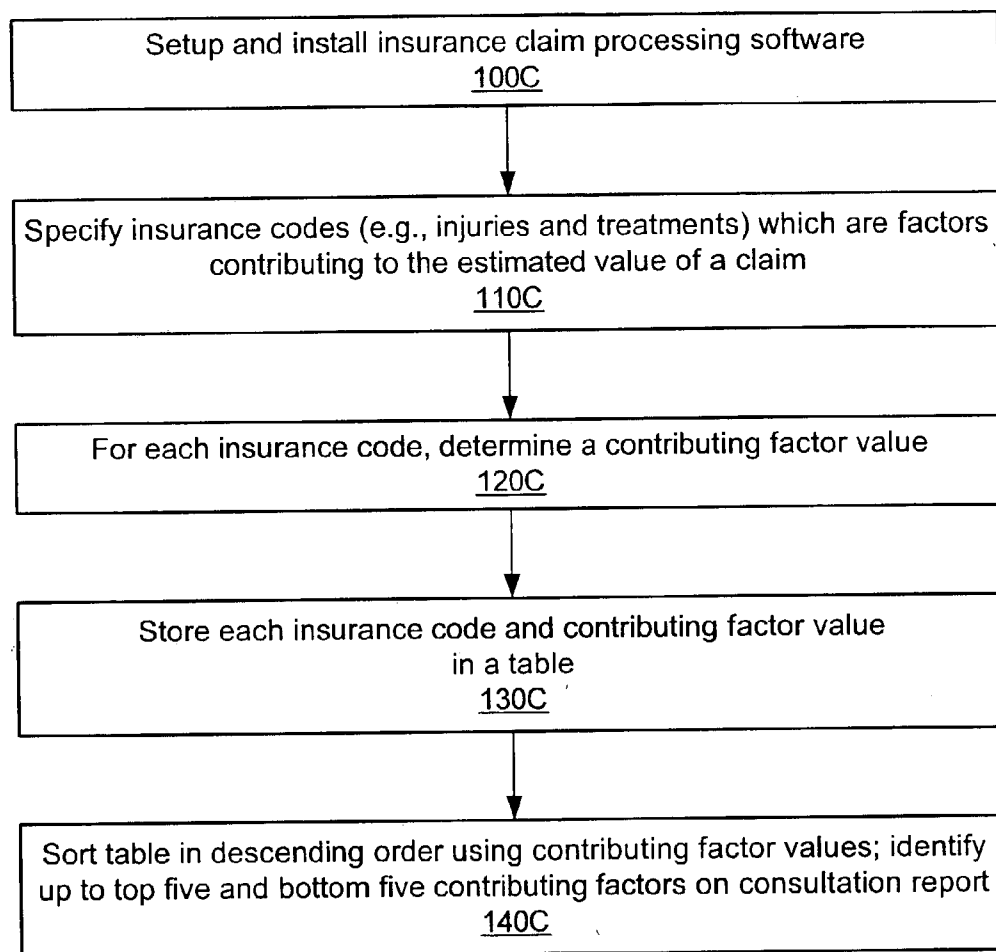 Setup and install insurance claim processing software
100C
Specify insurance codes (e.g., injuries and treatments) which are factors
contributing to the estimated value of a claim
110C
For each insurance code, determine a contributing factor value
120C
Store each insurance code and contributing factor value
in a table
130C
Sort table in descending order using contributing factor values; identify
up to top five and bottom five contributing factors on consultation report
140C